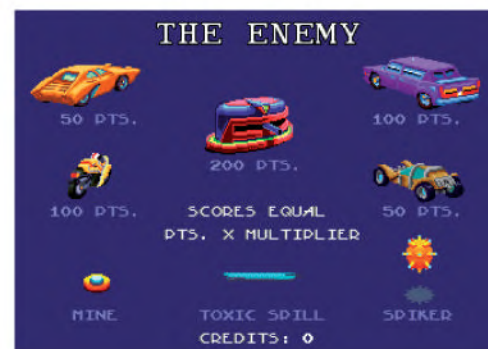 THE ENEMY
50 PTS.
100 PTS.
200 PTS.
100 PTS.
SCORES EQUAL
50 PTS.
PTS. X MULTIPLIER
MINE
TOXIC SPILL
SPIKER
CREDITS: 0